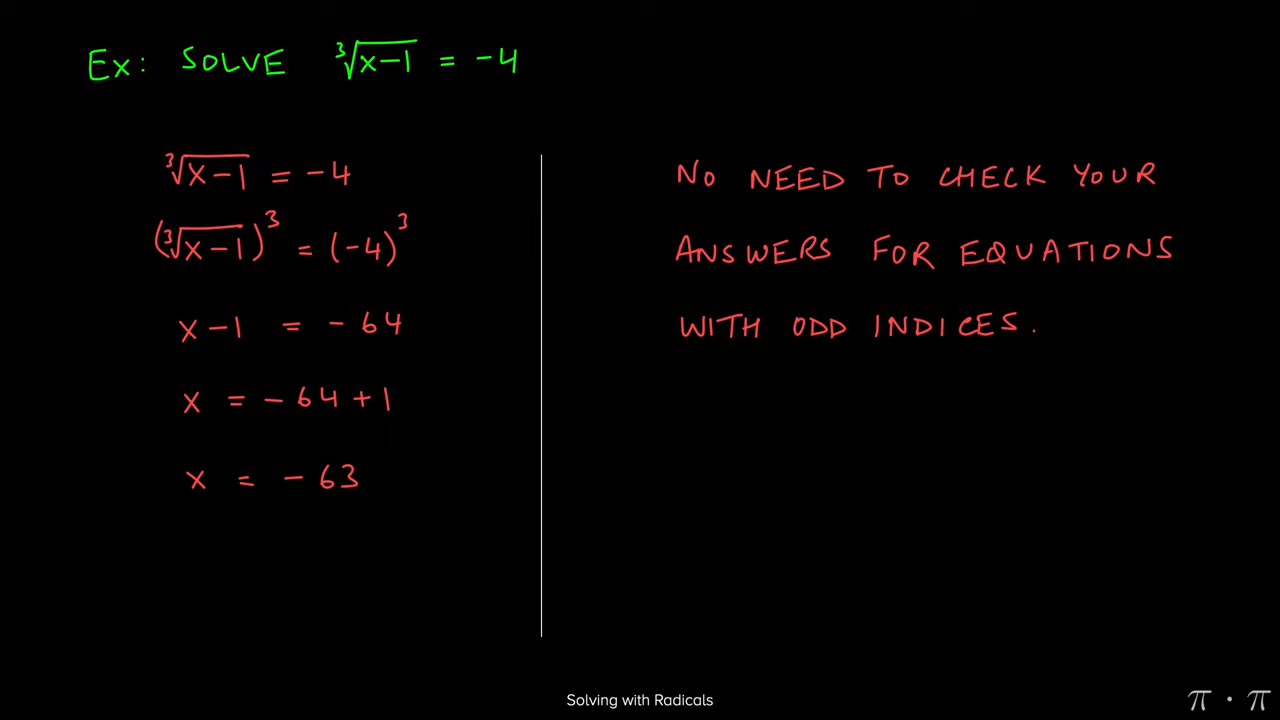 Ex: SOLVE ∛(x-1) = -4
∛(x-1) = -4
(∛(x-1))³ = (-4)³
x-1 = -64
x = -64+1
x = -63
NO NEED TO CHECK YOUR
ANSWERS FOR EQUATIONS
WITH ODD INDICES.
Solving with Radicals
π · π